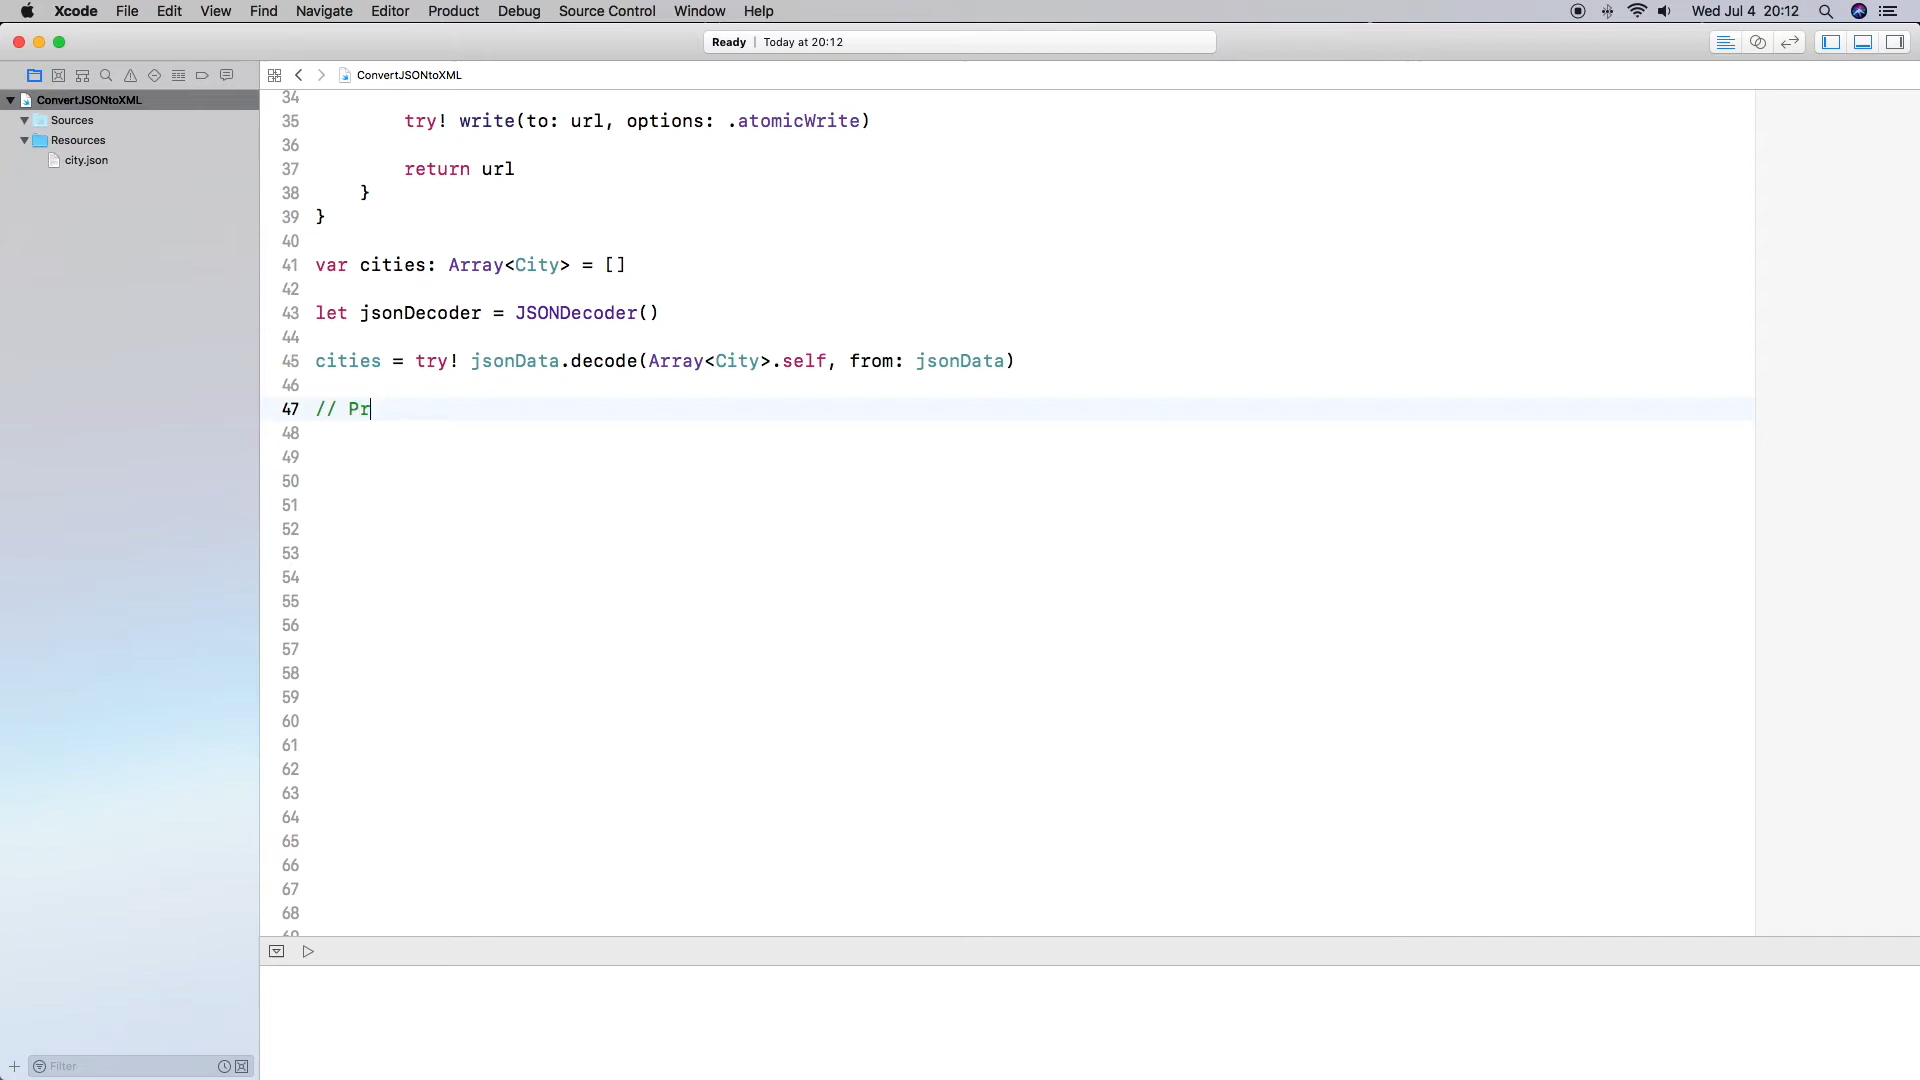 Xcode File Edit View Find Navigate Editor Product Debug Source Control Window Help Wed Jul 4 20:12
Ready | Today at 20:12
ConvertJSONtoXML
ConvertJSONtoXML
Sources
Resources
city.json
34
35 try! write(to: url, options: .atomicWrite)
36
37 return url
38 }
39 }
40
41 var cities: Array<City> = []
42
43 let jsonDecoder = JSONDecoder()
44
45 cities = try! jsonData.decode(Array<City>.self, from: jsonData)
46
47 // Pr
48
49
50
51
52
53
54
55
56
57
58
59
60
61
62
63
64
65
66
67
68
69
Filter